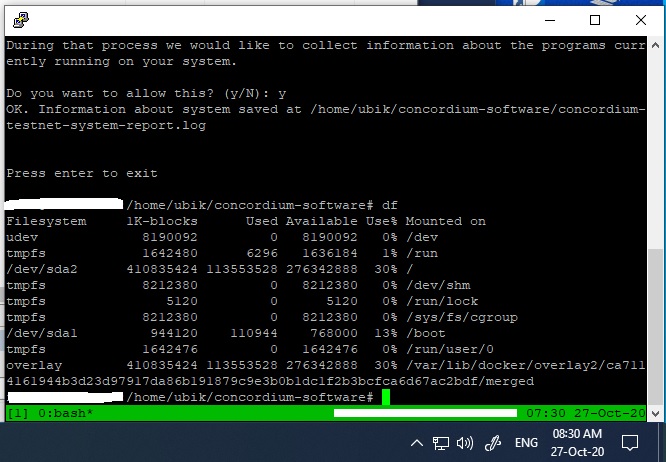 During that process we would like to collect information about the programs curr
ently running on your system.
Do you want to allow this? (y/N): y
OK. Information about system saved at /home/ubik/concordium-software/concordium-
testnet-system-report.log
Press enter to exit
/home/ubik/concordium-software# df
Filesystem     1K-blocks      Used Available Use% Mounted on
udev             8190092         0   8190092   0% /dev
tmpfs            1642480      6296   1636184   1% /run
/dev/sda2      410835424 113553528 276342888  30% /
tmpfs            8212380         0   8212380   0% /dev/shm
tmpfs               5120         0      5120   0% /run/lock
tmpfs            8212380         0   8212380   0% /sys/fs/cgroup
/dev/sda1         944120    110944    768000  13% /boot
tmpfs            1642476         0   1642476   0% /run/user/0
overlay        410835424 113553528 276342888  30% /var/lib/docker/overlay2/ca711
4161944b3d23d97917da86b191879c9e3b0b1dc1f2b3bcfca6d67ac2bdf/merged
/home/ubik/concordium-software#
[1] 0:bash* 07:30 27-Oct-20
ENG
08:30 AM
27-Oct-20